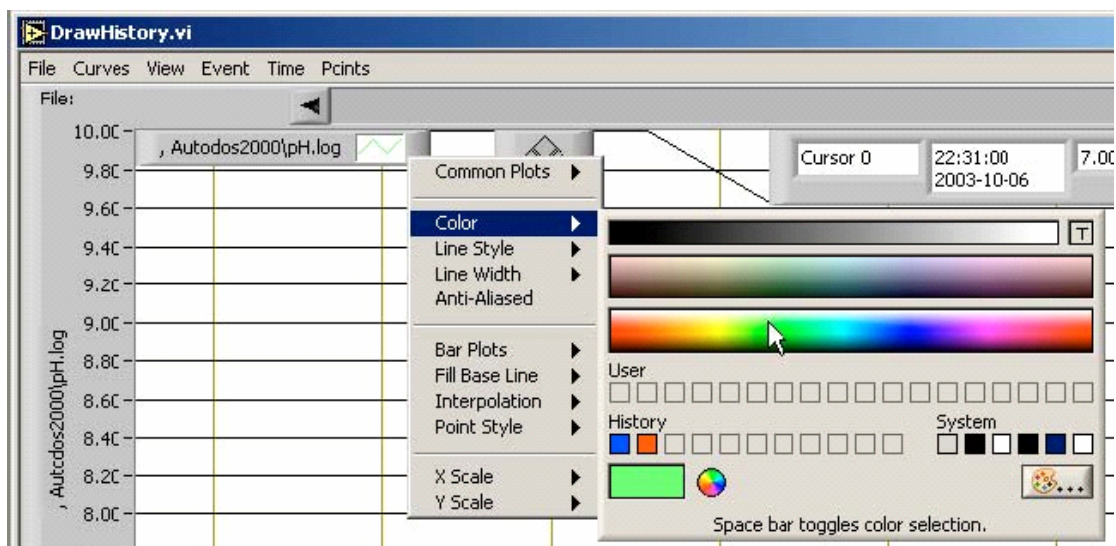 DrawHistory.vi
File Curves View Event Time Points
File:
10.00
, Autodos2000\pH.log
Cursor 0
22:31:00
2003-10-06
7.00
9.80
9.60
9.40
9.20
9.00
8.80
8.60
8.40
8.20
8.00
, Autodos2000\pH.log
Common Plots
Color
Line Style
Line Width
Anti-Aliased
Bar Plots
Fill Base Line
Interpolation
Point Style
X Scale
Y Scale
T
User
History
System
Space bar toggles color selection.